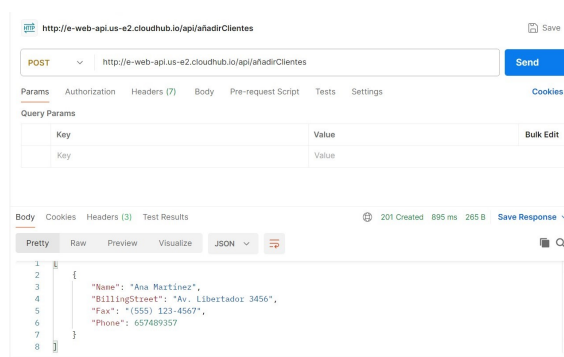 HTTP http://e-web-api.us-e2.cloudhub.io/api/añadirClientes Save
POST http://e-web-api.us-e2.cloudhub.io/api/añadirClientes Send
Params Authorization Headers (7) Body Pre-request Script Tests Settings Cookies
Query Params
Key Value Bulk Edit
Key Value
Body Cookies Headers (3) Test Results 201 Created 895 ms 265 B Save Response
Pretty Raw Preview Visualize JSON
1 [
2 {
3 "Name": "Ana Martínez",
4 "BillingStreet": "Av. Libertador 3456",
5 "Fax": "(555) 123-4567",
6 "Phone": 657489357
7 }
8 ]